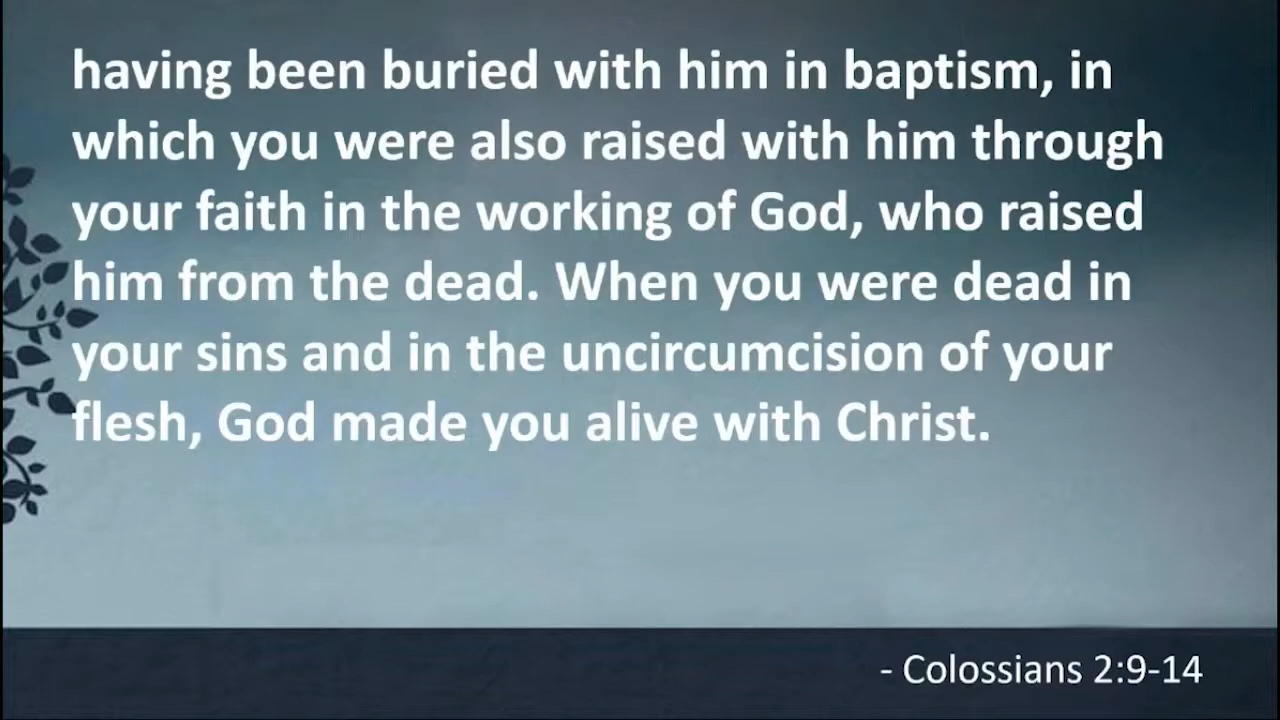 having been buried with him in baptism, in
which you were also raised with him through
your faith in the working of God, who raised
him from the dead. When you were dead in
your sins and in the uncircumcision of your
flesh, God made you alive with Christ.
- Colossians 2:9-14